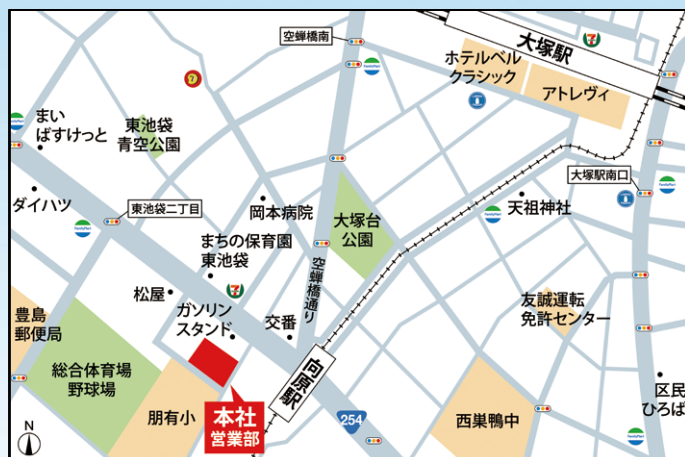 大塚駅
空蝉橋南
ホテルベル
クラシック
アトレヴィ
まい
ばすけっと
東池袋
青空公園
大塚駅南口
ダイハツ
東池袋二丁目
岡本病院
大塚台
公園
天祖神社
まちの保育園
東池袋
空蝉橋通り
松屋
ガソリン
スタンド
交番
友誠運転
免許センター
豊島
郵便局
総合体育場
野球場
向原駅
朋有小
本社
営業部
254
西巣鴨中
区民
ひろば
N
FamilyMart
FamilyMart
FamilyMart
FamilyMart
FamilyMart
FamilyMart
FamilyMart